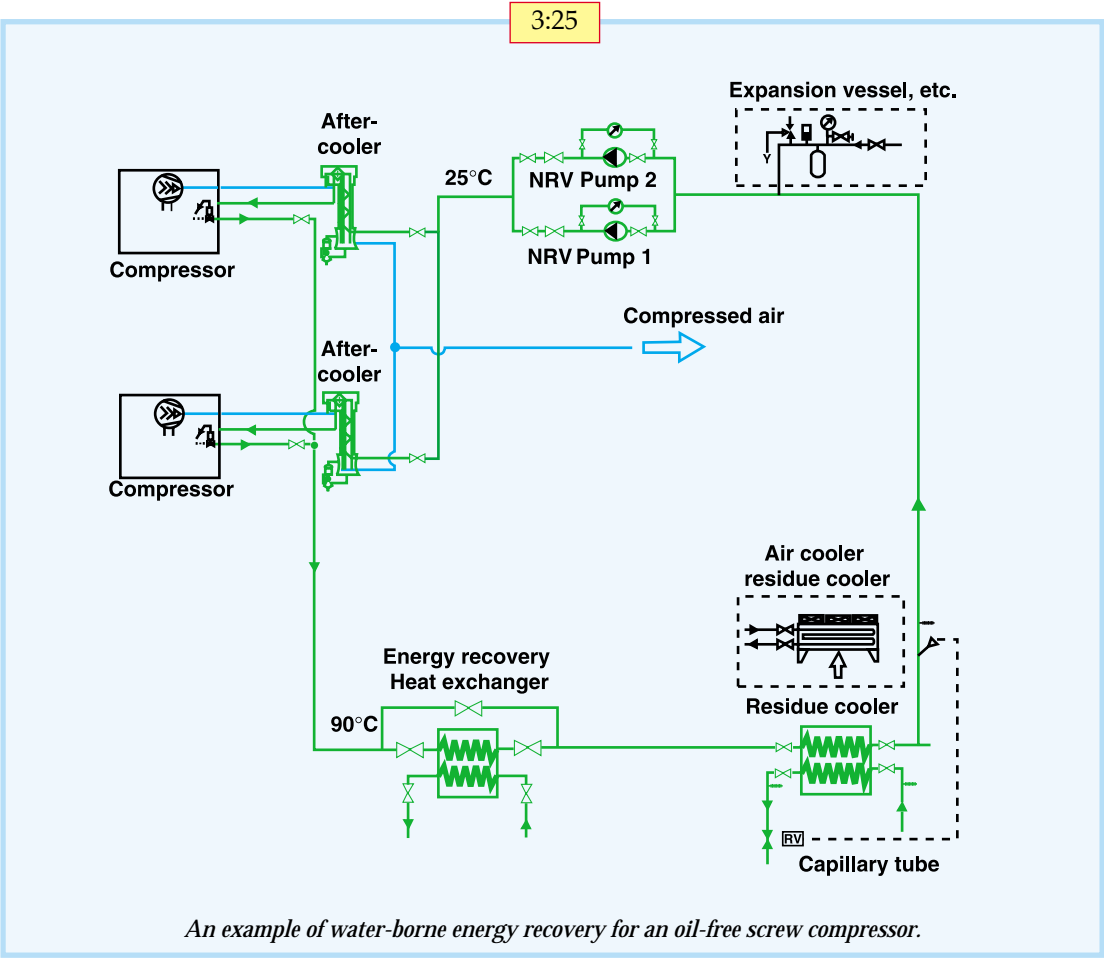 3:25
Expansion vessel, etc.
After-
cooler
25°C
NRV Pump 2
Y
NRV Pump 1
Compressor
Compressed air
After-
cooler
Compressor
Air cooler
residue cooler
Energy recovery
Heat exchanger
Residue cooler
90°C
RV
Capillary tube
An example of water-borne energy recovery for an oil-free screw compressor.